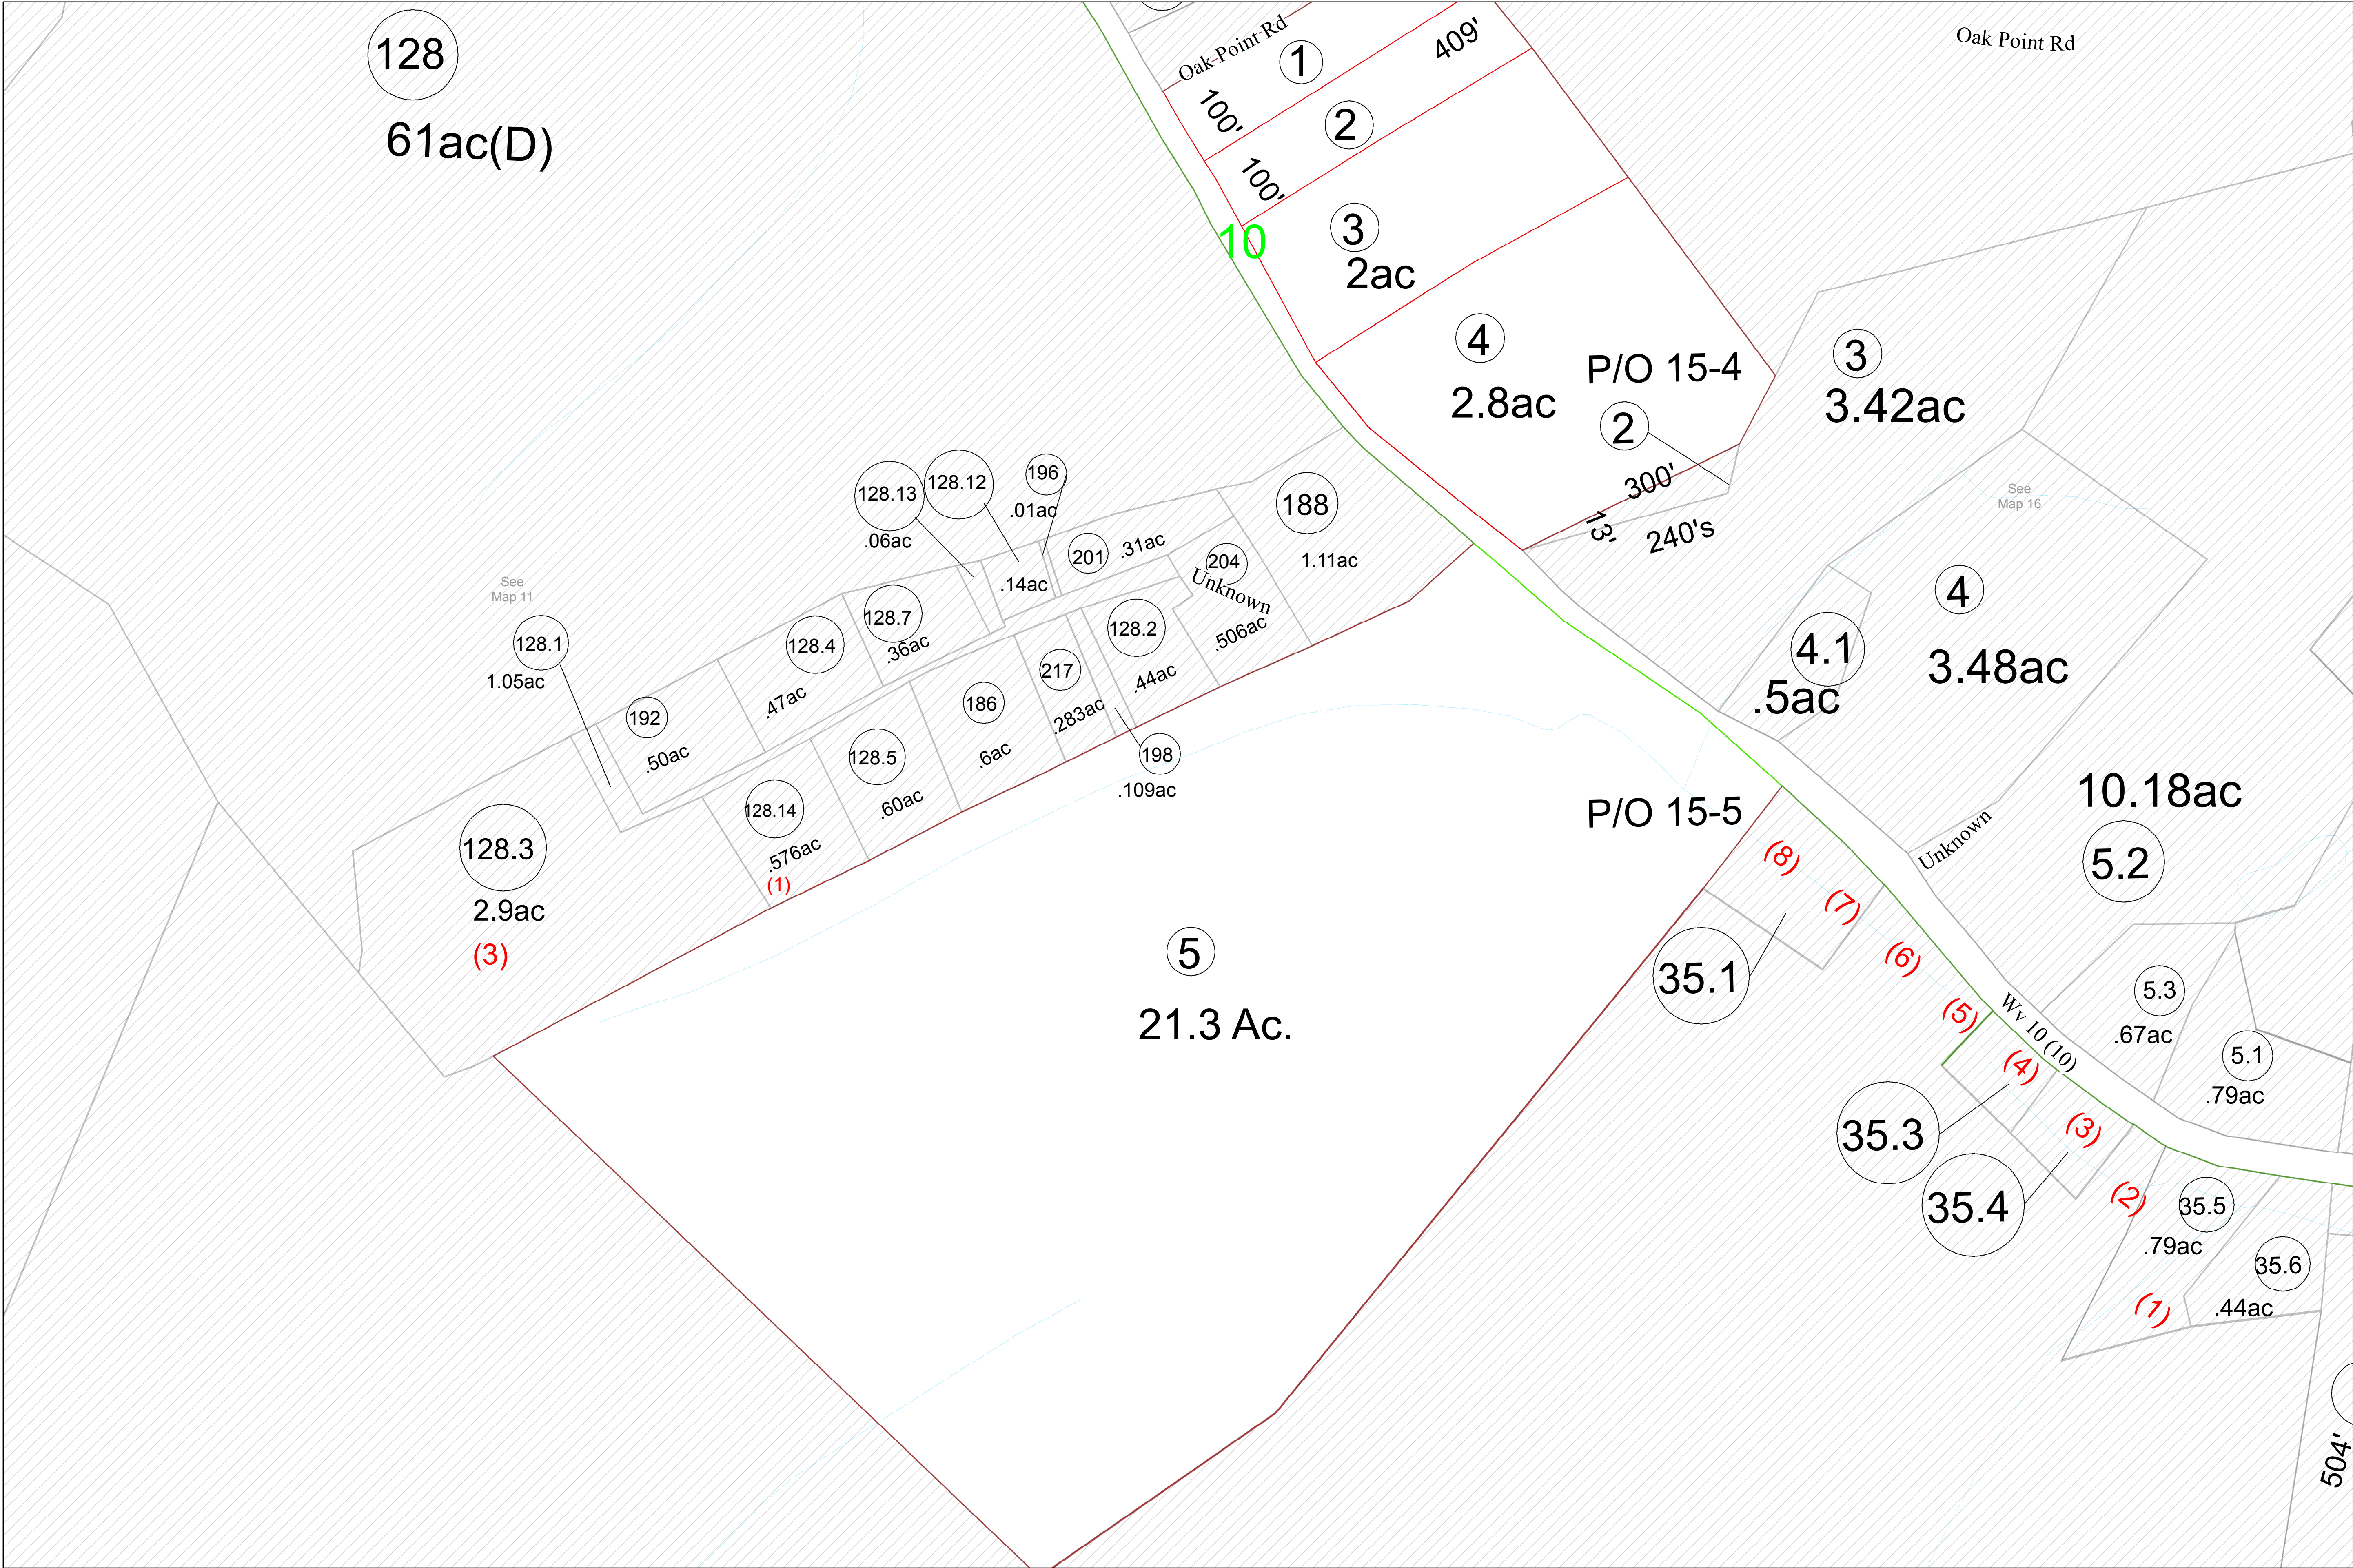 128
61ac(D)
Oak Point Rd
1
409'
100'
2
100'
10
3
2ac
4
2.8ac
P/O 15-4
2
300'
13'
240's
Oak Point Rd
3
3.42ac
See
Map 16
4
3.48ac
4.1
.5ac
10.18ac
5.2
Unknown
See
Map 11
128.13
.06ac
128.12
.14ac
196
.01ac
201
.31ac
204
Unknown
.506ac
188
1.11ac
128.1
1.05ac
192
.50ac
128.4
.47ac
128.7
.36ac
128.2
.44ac
217
.283ac
198
.109ac
186
.6ac
128.5
.60ac
128.14
.576ac
(1)
128.3
2.9ac
(3)
5
21.3 Ac.
P/O 15-5
(8)
(7)
(6)
(5)
(4)
(3)
(2)
(1)
35.1
35.3
35.4
Wv 10 (10)
5.3
.67ac
5.1
.79ac
35.5
.79ac
35.6
.44ac
504'